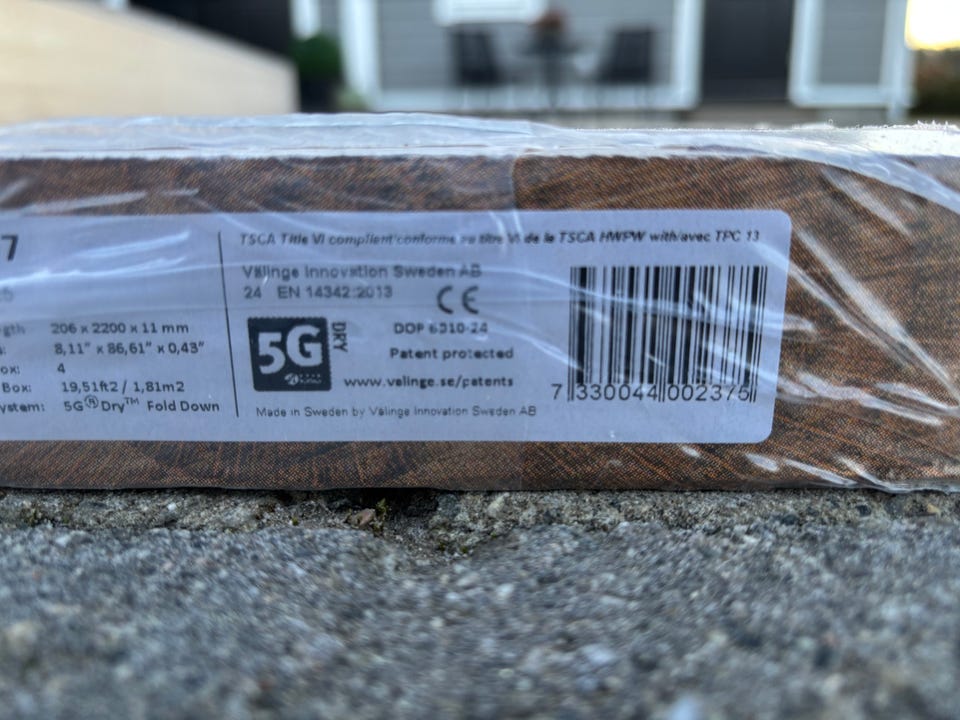 7
TSCA Title VI compliant/conforme au titre VI de la TSCA HWPW with/avec TPC 13
Välinge Innovation Sweden AB
24 EN 14342:2013
CE
206 x 2200 x 11 mm
8,11" x 86,61" x 0,43"
4
Box: 19,51ft2 / 1,81m2
5G® Dry™ Fold Down
5G
DRY
DOP 6010-24
Patent protected
www.valinge.se/patents
Made in Sweden by Välinge Innovation Sweden AB
7 330044 002376